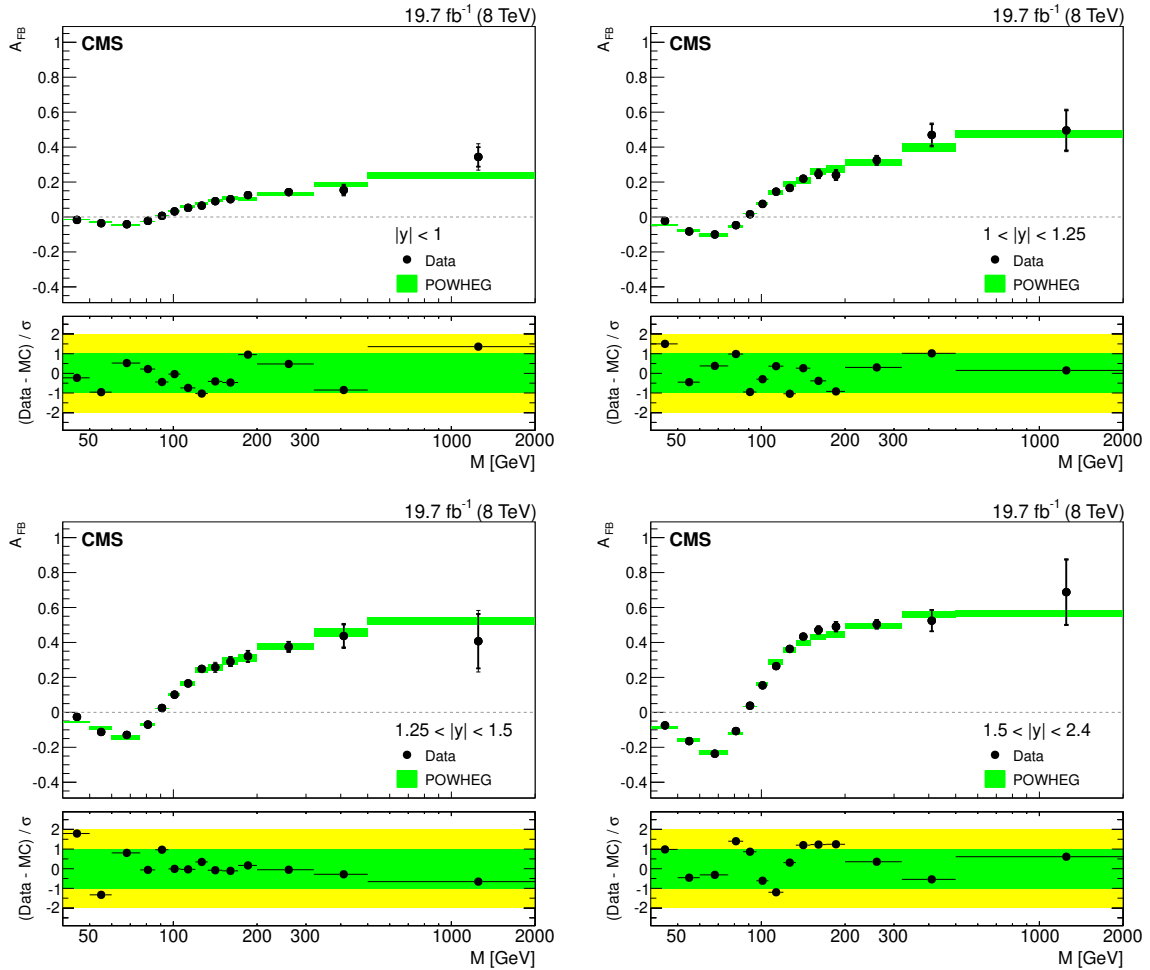 19.7 fb⁻¹ (8 TeV)
A_FB
CMS
1
0.8
0.6
0.4
0.2
0
-0.2
-0.4
|y| < 1
Data
POWHEG
(Data - MC) / σ
2
1
0
-1
-2
50 100 200 300 1000 2000
M [GeV]
19.7 fb⁻¹ (8 TeV)
A_FB
CMS
1
0.8
0.6
0.4
0.2
0
-0.2
-0.4
1 < |y| < 1.25
Data
POWHEG
(Data - MC) / σ
2
1
0
-1
-2
50 100 200 300 1000 2000
M [GeV]
19.7 fb⁻¹ (8 TeV)
A_FB
CMS
1
0.8
0.6
0.4
0.2
0
-0.2
-0.4
1.25 < |y| < 1.5
Data
POWHEG
(Data - MC) / σ
2
1
0
-1
-2
50 100 200 300 1000 2000
M [GeV]
19.7 fb⁻¹ (8 TeV)
A_FB
CMS
1
0.8
0.6
0.4
0.2
0
-0.2
-0.4
1.5 < |y| < 2.4
Data
POWHEG
(Data - MC) / σ
2
1
0
-1
-2
50 100 200 300 1000 2000
M [GeV]